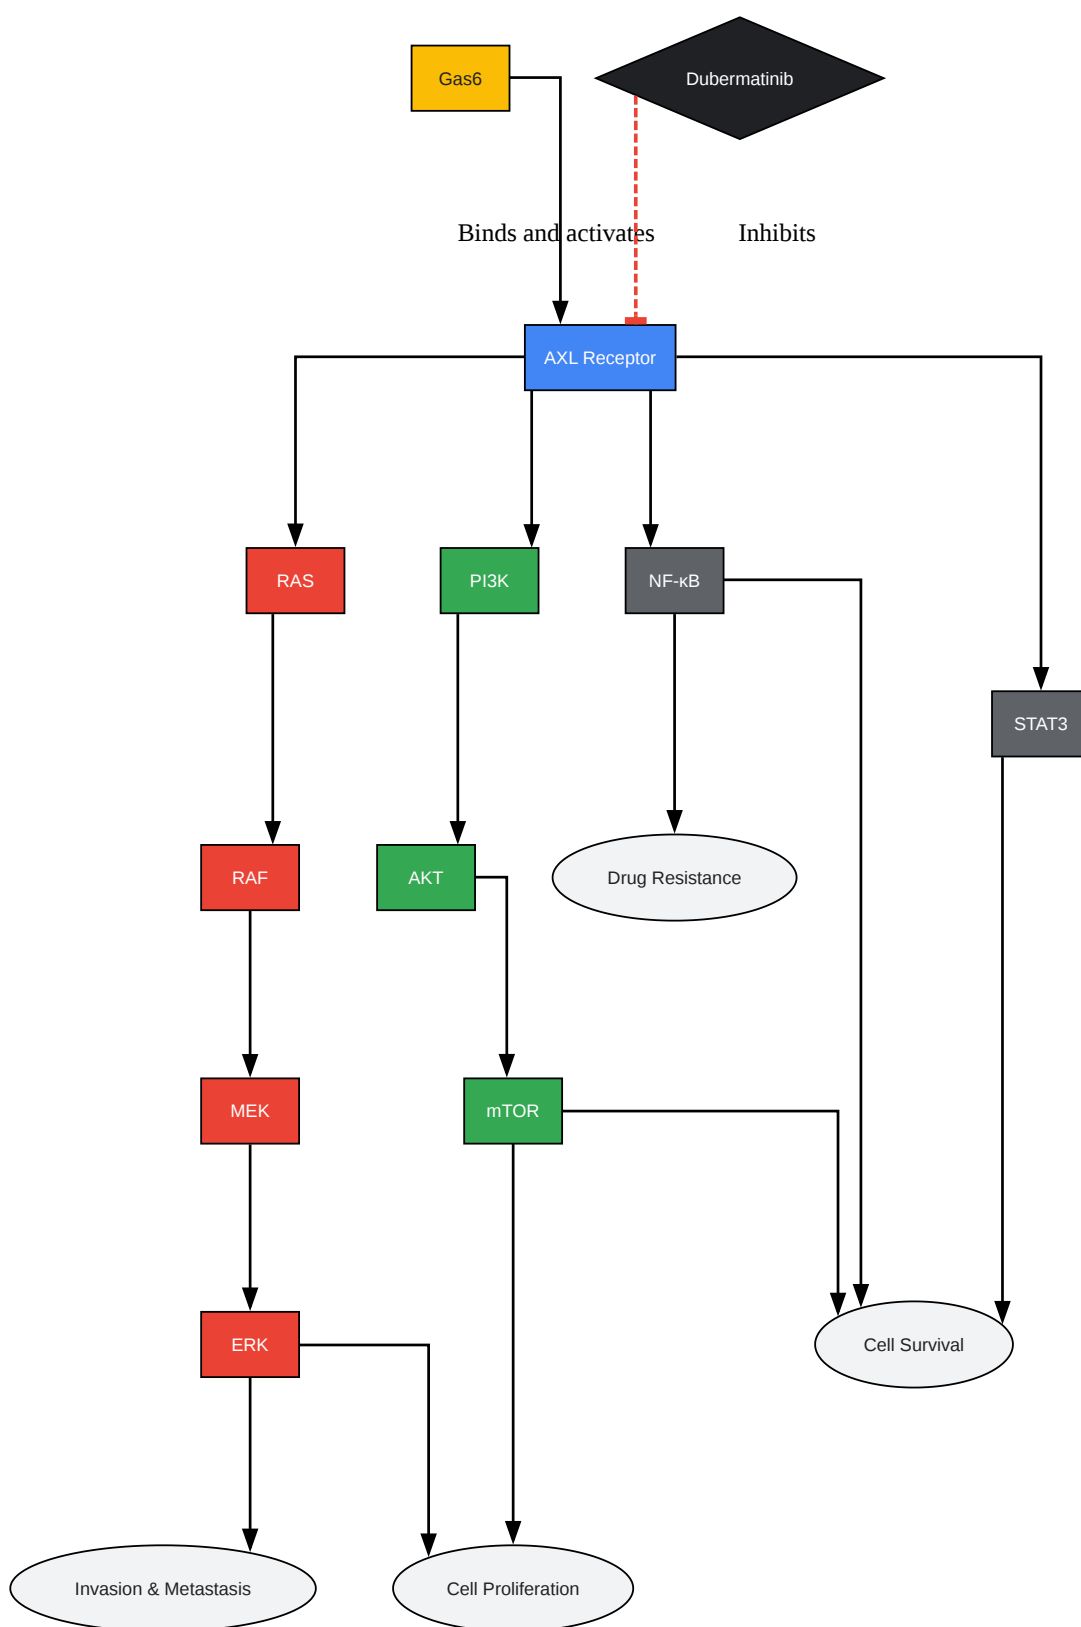 Gas6
Dubermatinib
Binds and activates
Inhibits
AXL Receptor
RAS
PI3K
NF-κB
STAT3
RAF
AKT
Drug Resistance
MEK
mTOR
ERK
Cell Survival
Invasion & Metastasis
Cell Proliferation